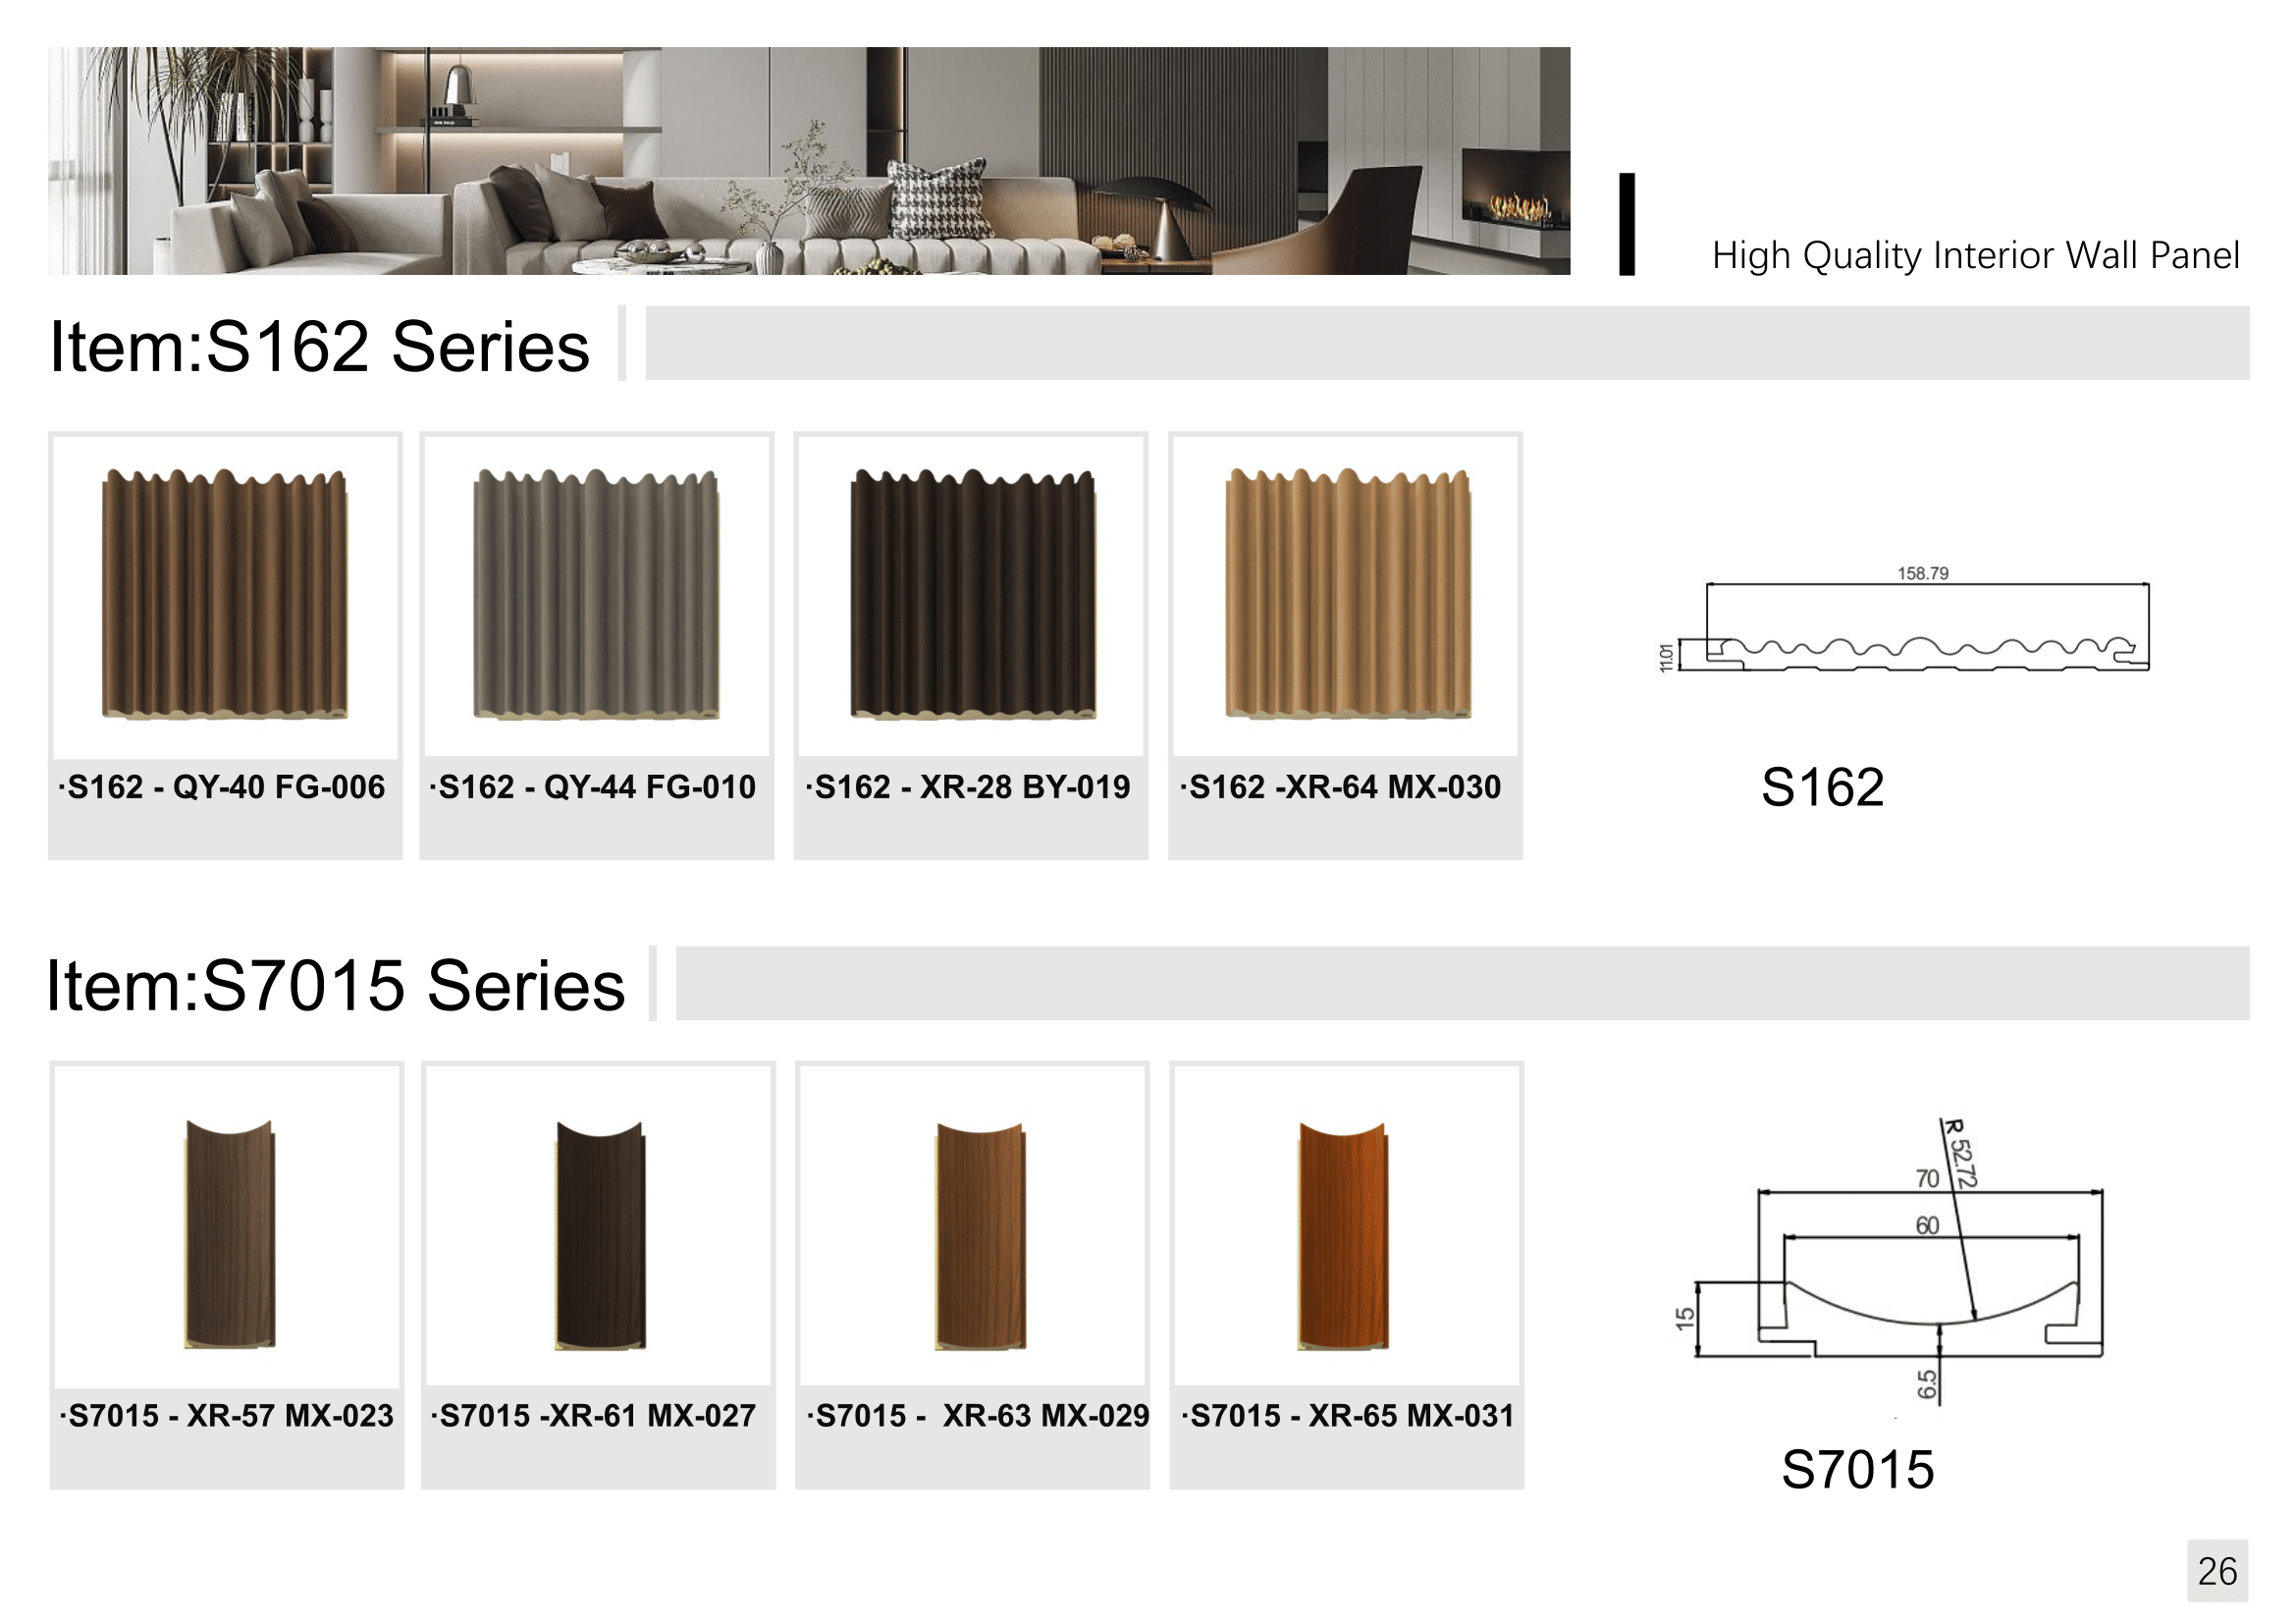 High Quality Interior Wall Panel
Item:S162 Series
·S162 - QY-40 FG-006
·S162 - QY-44 FG-010
·S162 - XR-28 BY-019
·S162 -XR-64 MX-030
158.79
11.01
S162
Item:S7015 Series
·S7015 - XR-57 MX-023
·S7015 -XR-61 MX-027
·S7015 -  XR-63 MX-029
·S7015 - XR-65 MX-031
R 52.72
70
60
15
6.5
S7015
26